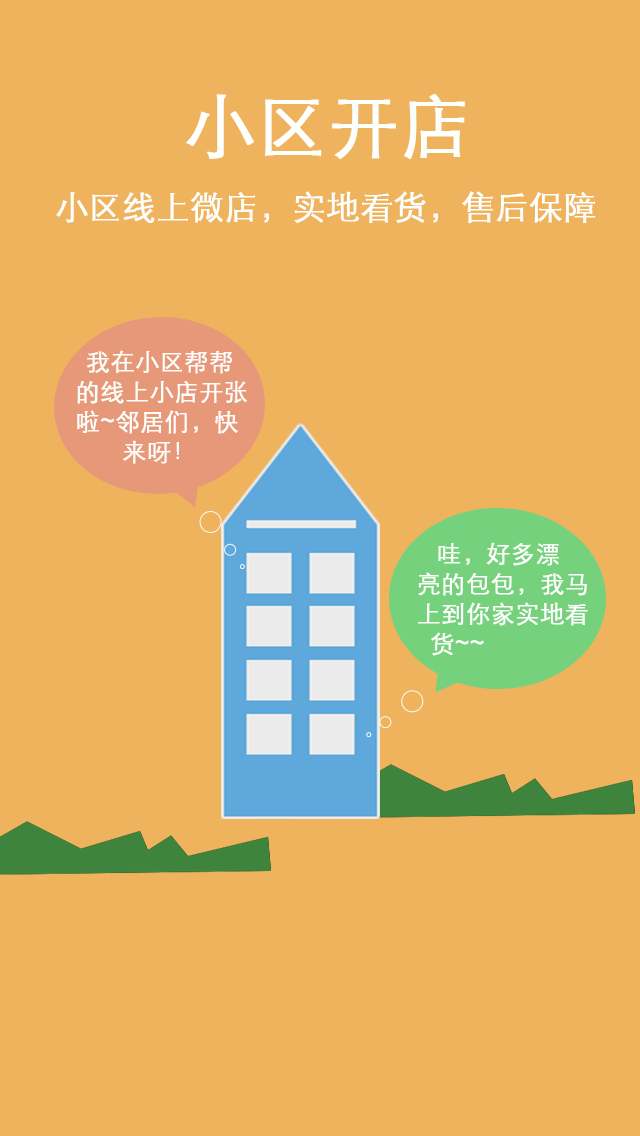 小区开店
小区线上微店，实地看货，售后保障
我在小区帮帮
的线上小店开张
啦~邻居们，快
来呀！
哇，好多漂
亮的包包，我马
上到你家实地看
货~~